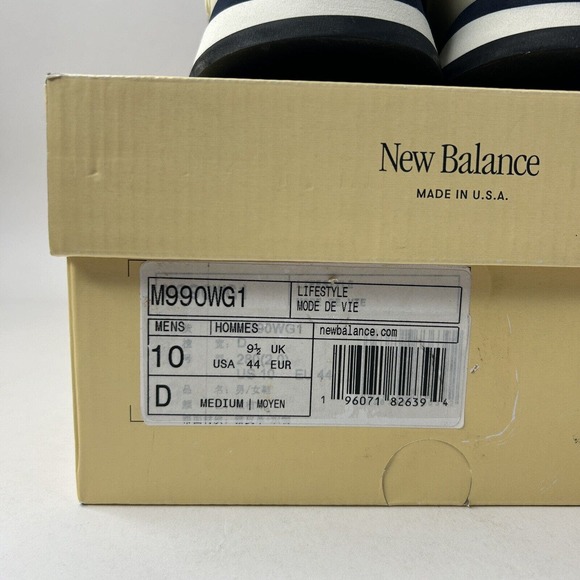 New Balance
MADE IN U.S.A.
M990WG1
LIFESTYLE
MODE DE VIE
MENS HOMMES
newbalance.com
10 9½ UK
USA 44 EUR
D MEDIUM | MOYEN
1 96071 82639 4